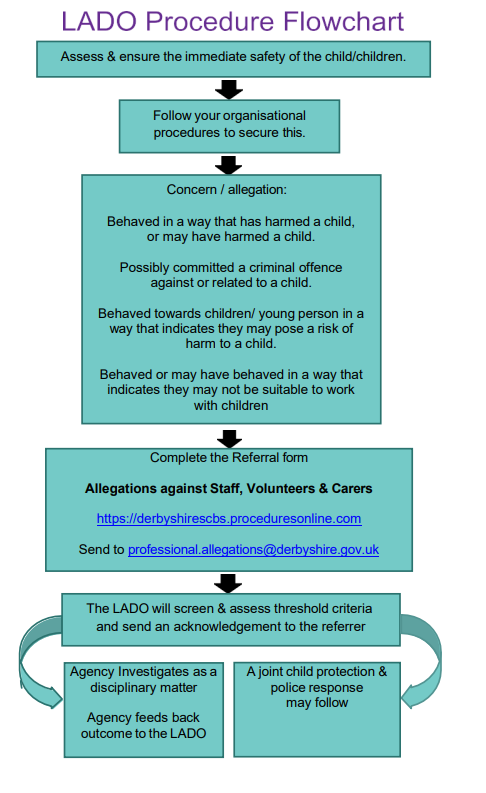 LADO Procedure Flowchart
Assess & ensure the immediate safety of the child/children.
Follow your organisational
procedures to secure this.
Concern / allegation:
Behaved in a way that has harmed a child,
or may have harmed a child.
Possibly committed a criminal offence
against or related to a child.
Behaved towards children/ young person in a
way that indicates they may pose a risk of
harm to a child.
Behaved or may have behaved in a way that
indicates they may not be suitable to work
with children
Complete the Referral form
Allegations against Staff, Volunteers & Carers
https://derbyshirescbs.proceduresonline.com
Send to professional.allegations@derbyshire.gov.uk
The LADO will screen & assess threshold criteria
and send an acknowledgement to the referrer
Agency Investigates as a
disciplinary matter
Agency feeds back
outcome to the LADO
A joint child protection &
police response
may follow